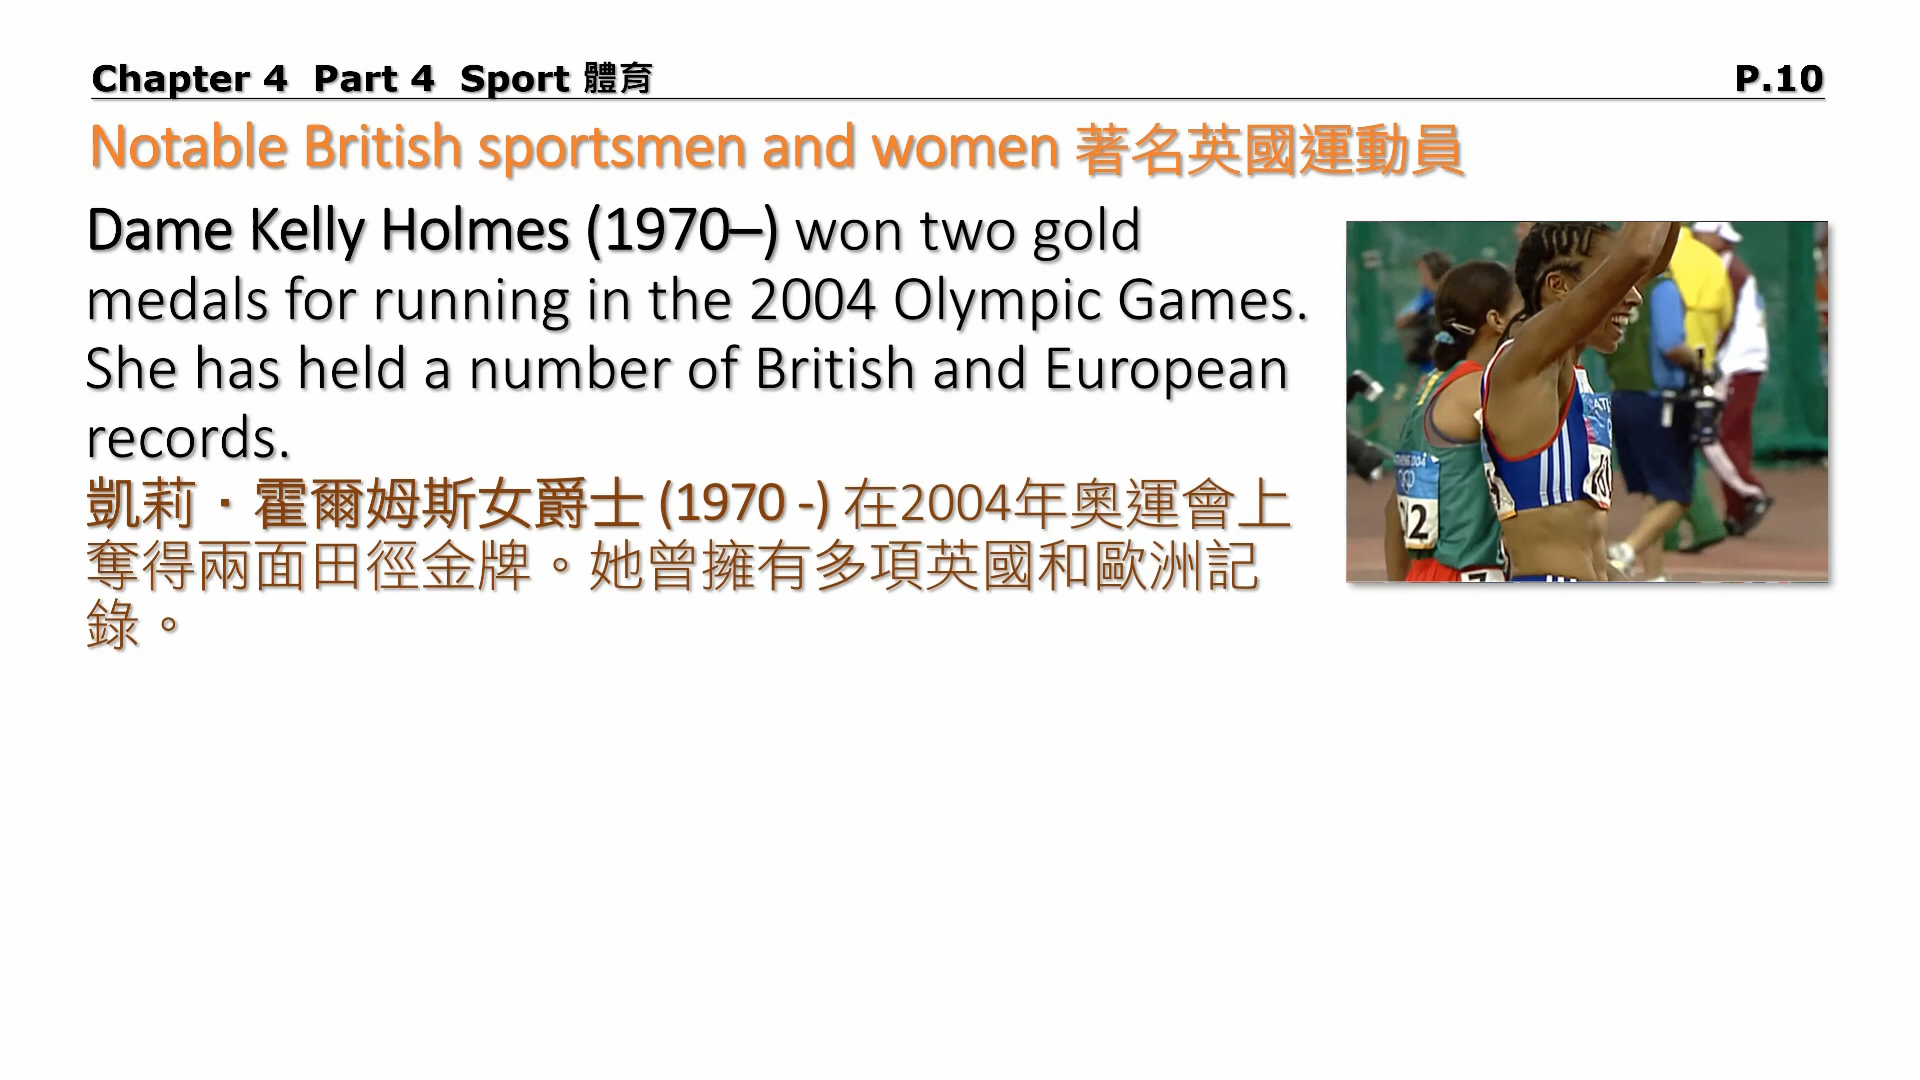 Chapter 4  Part 4  Sport 體育
P.10
Notable British sportsmen and women 著名英國運動員
Dame Kelly Holmes (1970–) won two gold
medals for running in the 2004 Olympic Games.
She has held a number of British and European
records.
凱莉．霍爾姆斯女爵士 (1970 -) 在2004年奧運會上
奪得兩面田徑金牌。她曾擁有多項英國和歐洲記
錄。